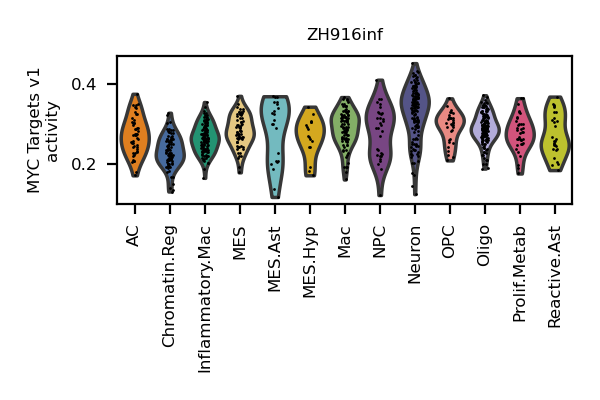 ZH916inf
MYC Targets v1
activity
0.4
0.2
AC
Chromatin.Reg
Inflammatory.Mac
MES
MES.Ast
MES.Hyp
Mac
NPC
Neuron
OPC
Oligo
Prolif.Metab
Reactive.Ast